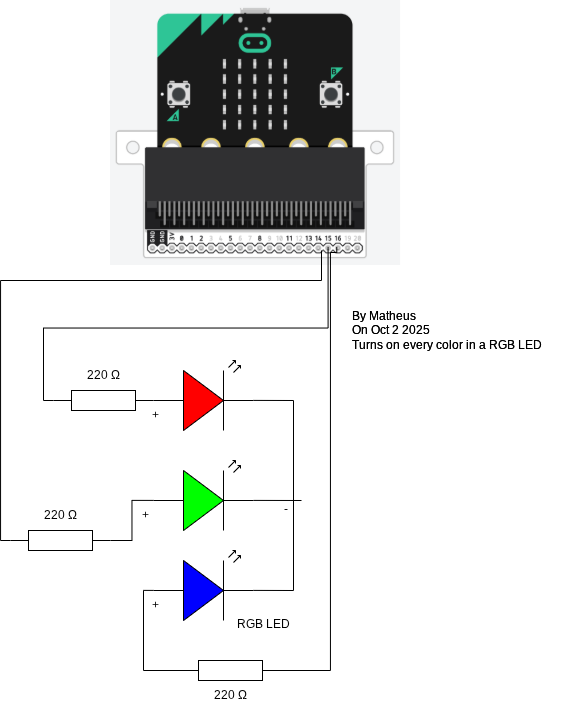 B
A
GND GND 3V 0 1 2 3 4 5 6 7 8 9 10 11 12 13 14 15 16 19 20
By Matheus
On Oct 2 2025
Turns on every color in a RGB LED
220 Ω
+
220 Ω
+
-
+
RGB LED
220 Ω